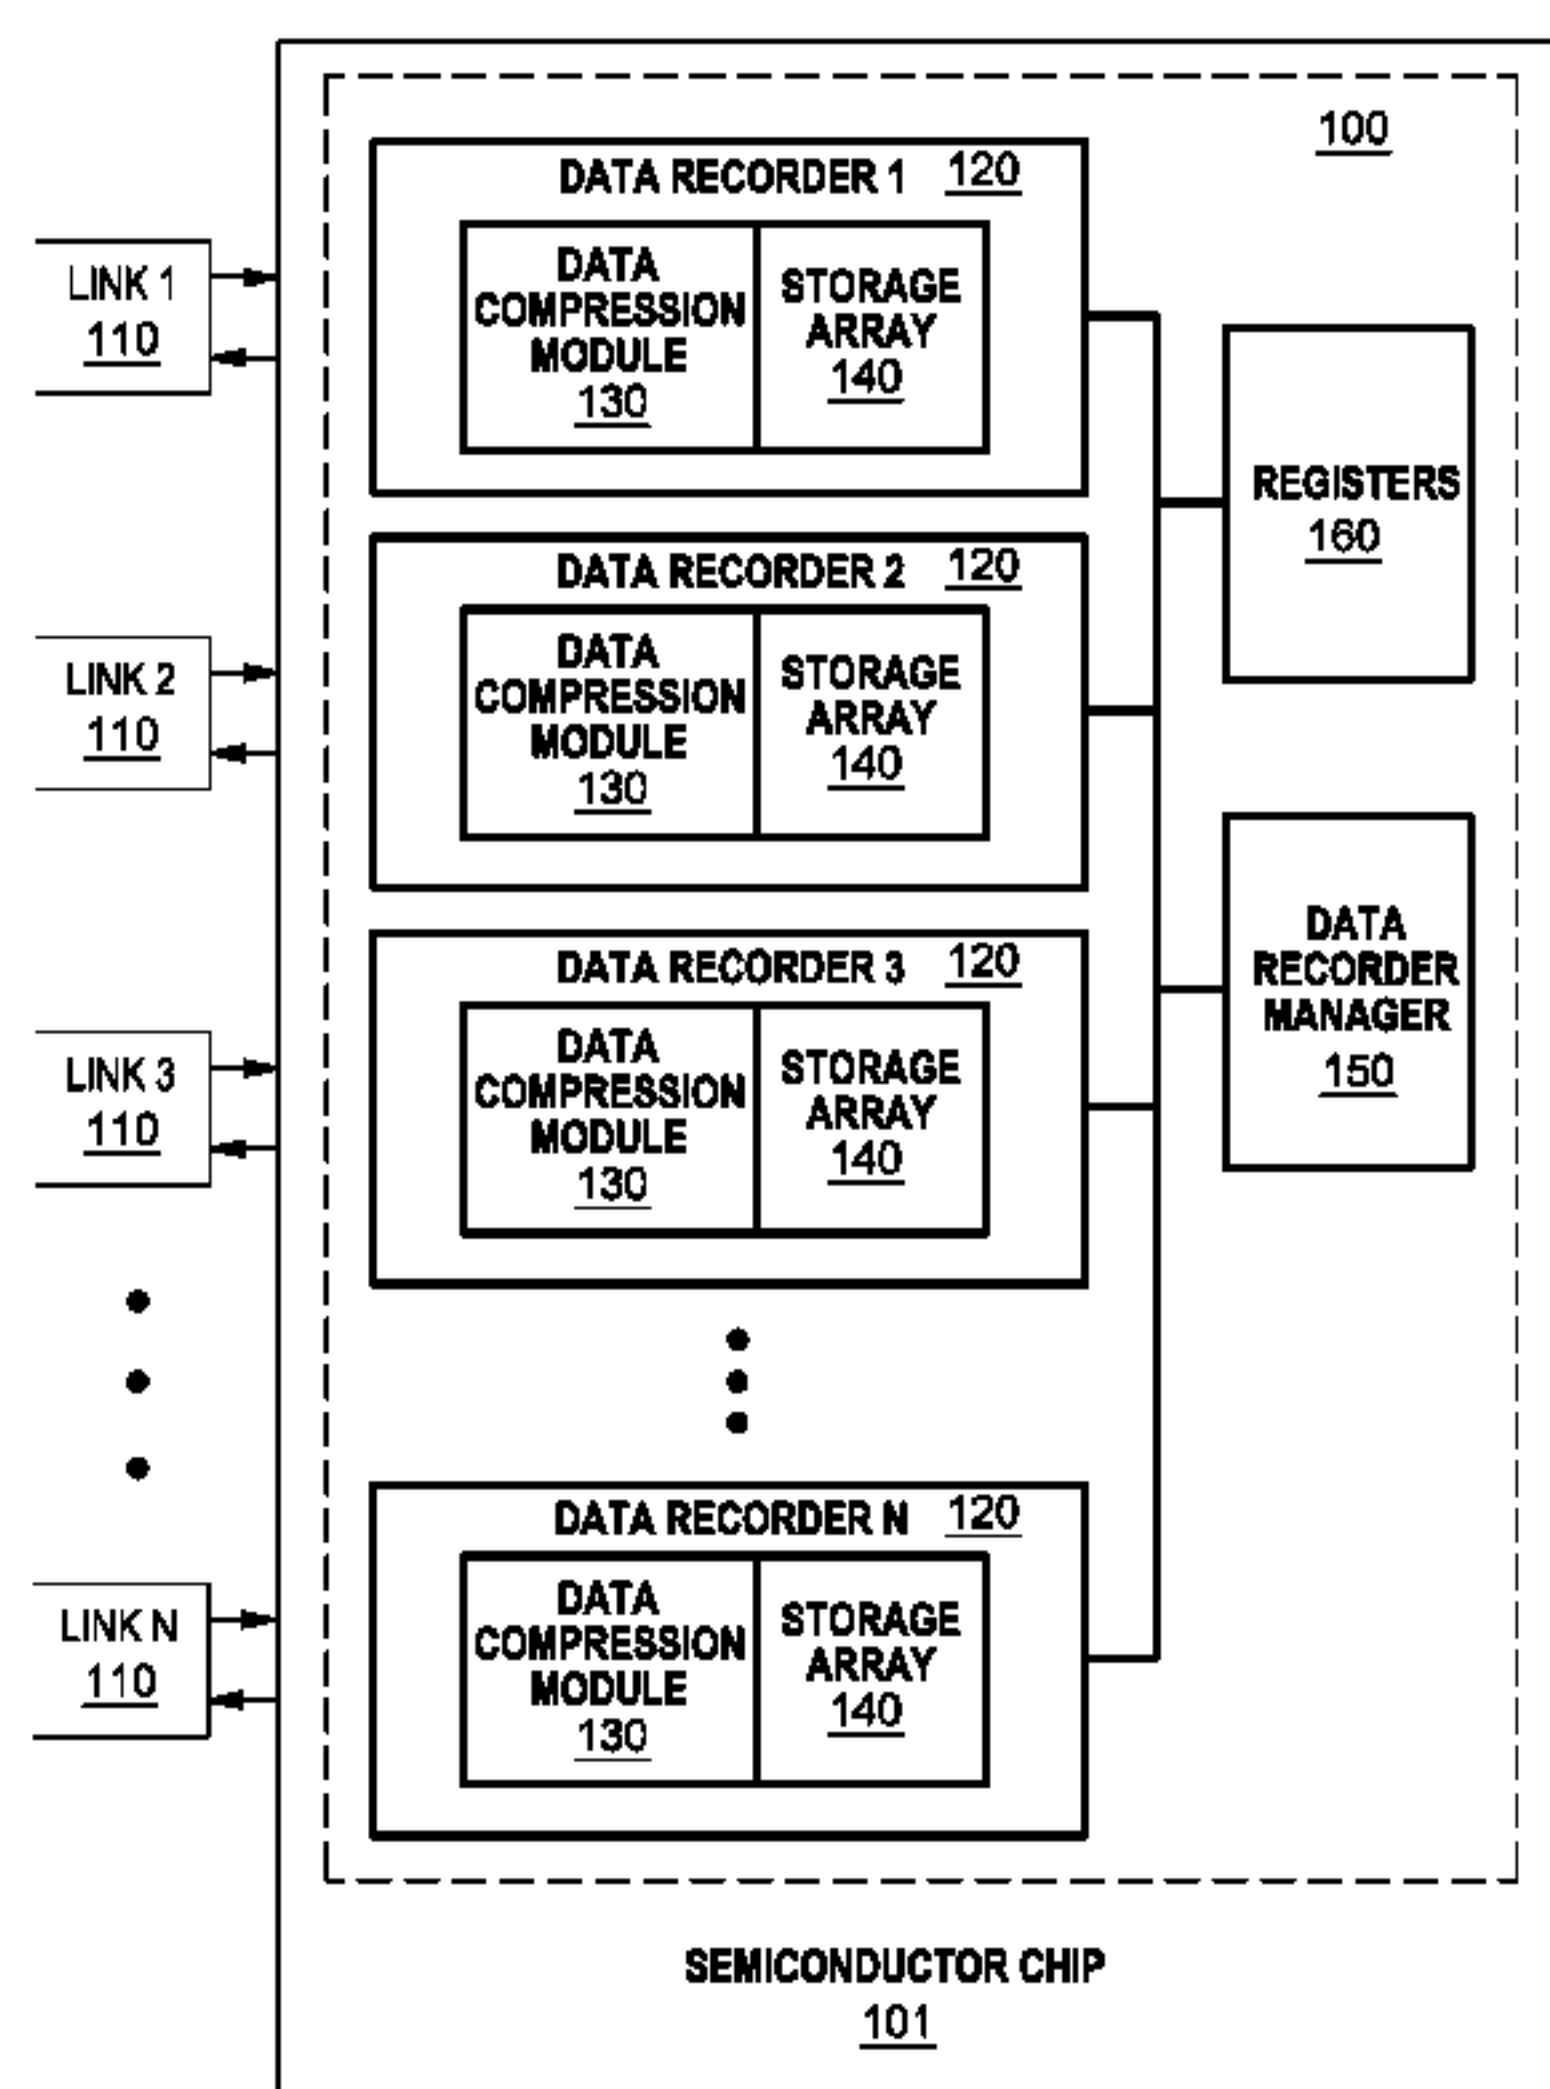 100
DATA RECORDER 1 120
DATA
COMPRESSION
MODULE
130
STORAGE
ARRAY
140
LINK 1
110
REGISTERS
160
DATA RECORDER 2 120
DATA
COMPRESSION
MODULE
130
STORAGE
ARRAY
140
LINK 2
110
DATA
RECORDER
MANAGER
150
DATA RECORDER 3 120
DATA
COMPRESSION
MODULE
130
STORAGE
ARRAY
140
LINK 3
110
DATA RECORDER N 120
DATA
COMPRESSION
MODULE
130
STORAGE
ARRAY
140
LINK N
110
SEMICONDUCTOR CHIP
101